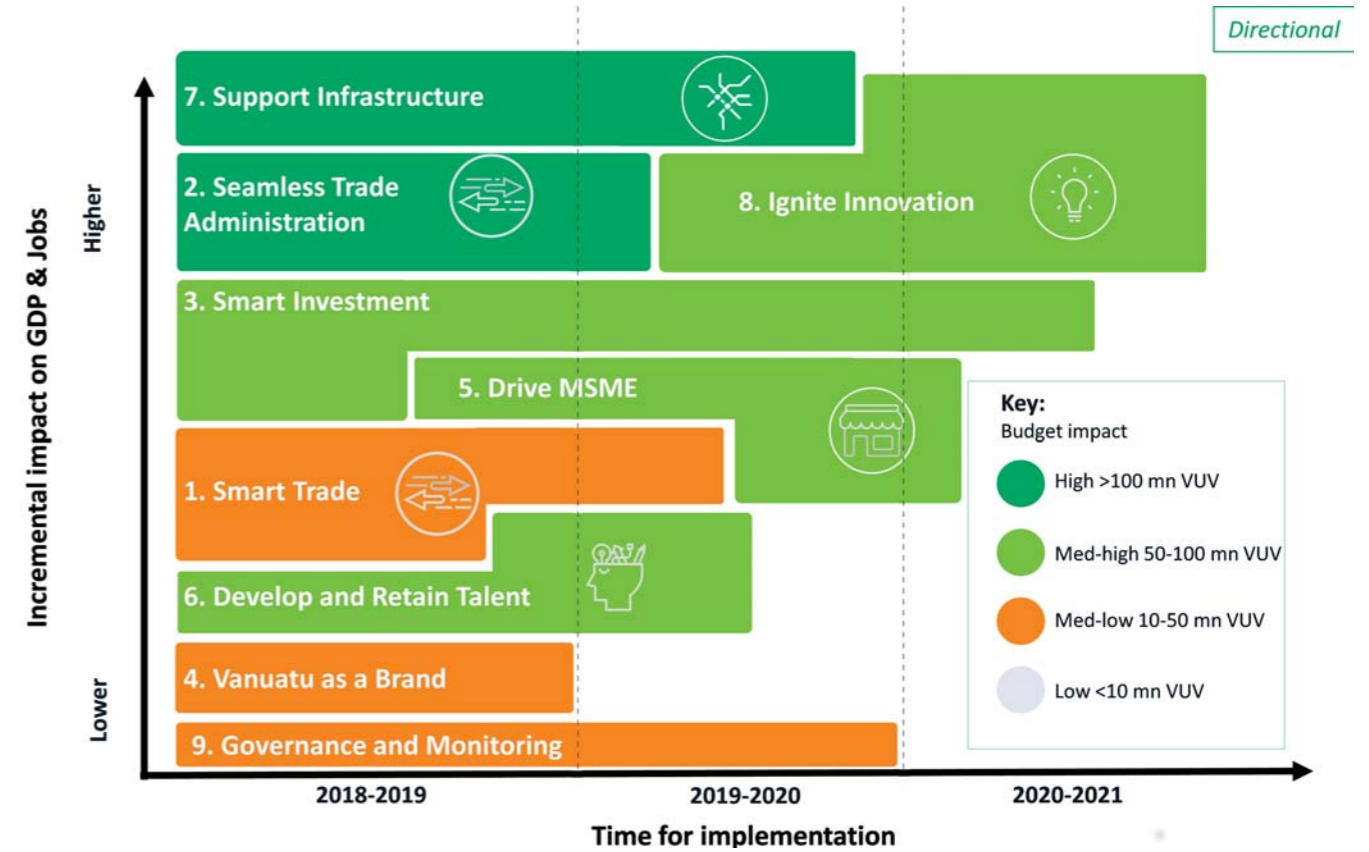 Directional
7. Support Infrastructure
2. Seamless Trade
Administration
8. Ignite Innovation
3. Smart Investment
5. Drive MSME
1. Smart Trade
6. Develop and Retain Talent
4. Vanuatu as a Brand
9. Governance and Monitoring
Incremental impact on GDP & Jobs
Higher
Lower
Key:
Budget impact
High >100 mn VUV
Med-high 50-100 mn VUV
Med-low 10-50 mn VUV
Low <10 mn VUV
2018-2019
2019-2020
2020-2021
Time for implementation